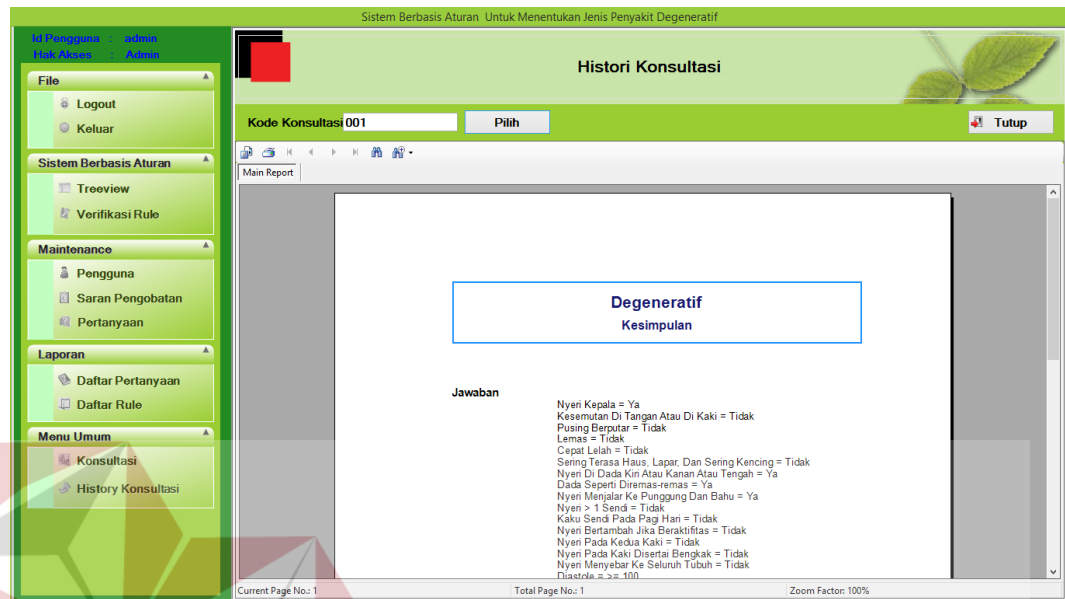 Sistem Berbasis Aturan Untuk Menentukan Jenis Penyakit Degeneratif
Id Pengguna : admin
Hak Akses : Admin
File
Logout
Keluar
Sistem Berbasis Aturan
Treeview
Verifikasi Rule
Maintenance
Pengguna
Saran Pengobatan
Pertanyaan
Laporan
Daftar Pertanyaan
Daftar Rule
Menu Umum
Konsultasi
History Konsultasi
Histori Konsultasi
Kode Konsultasi 001 Pilih Tutup
Main Report
Degeneratif
Kesimpulan
Jawaban
Nyeri Kepala = Ya
Kesemutan Di Tangan Atau Di Kaki = Tidak
Pusing Berputar = Tidak
Lemas = Tidak
Cepat Lelah = Tidak
Sering Terasa Haus, Lapar, Dan Sering Kencing = Tidak
Nyeri Di Dada Kiri Atau Kanan Atau Tengah = Ya
Dada Seperti Diremas-remas = Ya
Nyeri Menjalar Ke Punggung Dan Bahu = Ya
Nyeri > 1 Sendi = Tidak
Kaku Sendi Pada Pagi Hari = Tidak
Nyeri Bertambah Jika Beraktifitas = Tidak
Nyeri Pada Kedua Kaki = Tidak
Nyeri Pada Kaki Disertai Bengkak = Tidak
Nyeri Menyebar Ke Seluruh Tubuh = Tidak
Diastole = >= 100
Current Page No.: 1 Total Page No.: 1 Zoom Factor: 100%